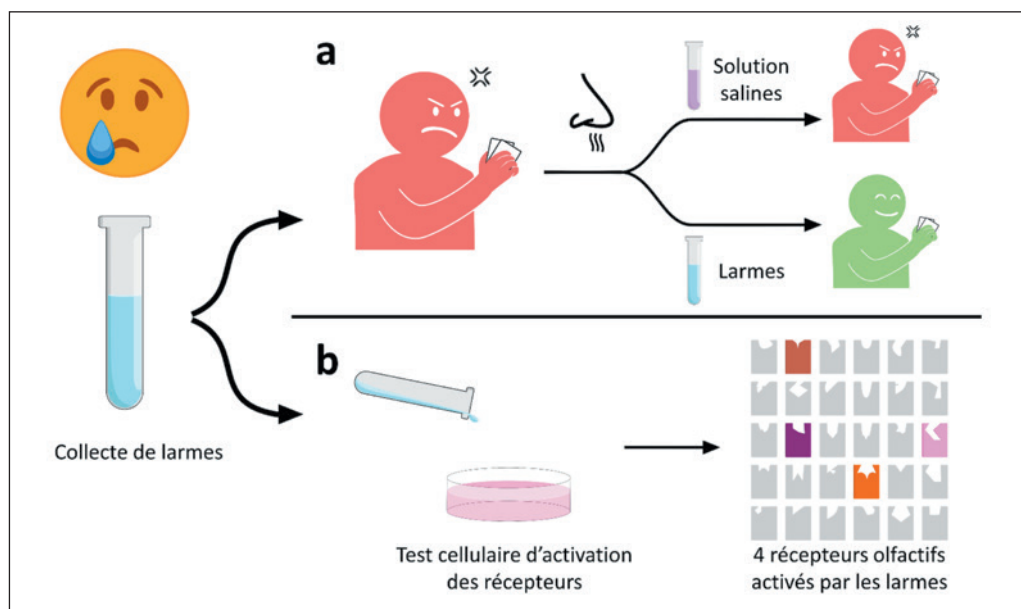 a
Solution
salines
Larmes
Collecte de larmes
b
Test cellulaire d'activation
des récepteurs
4 récepteurs olfactifs
activés par les larmes